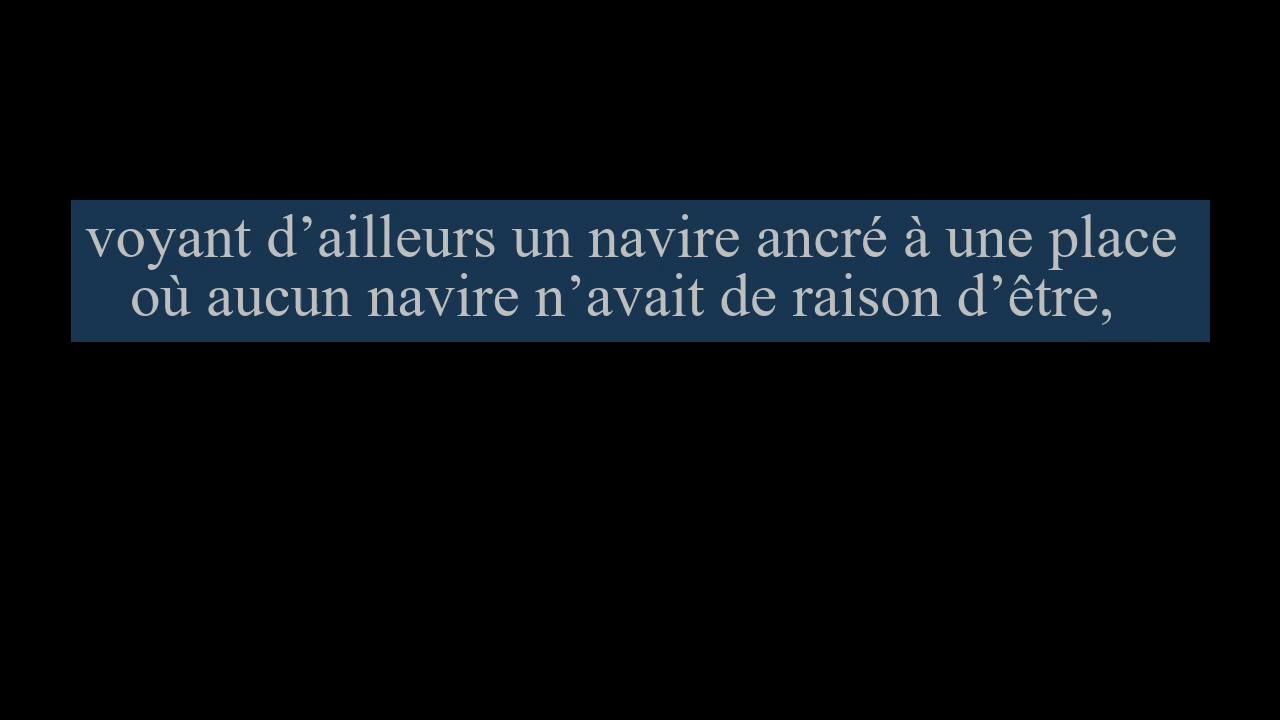 voyant d’ailleurs un navire ancré à une place
où aucun navire n’avait de raison d’être,